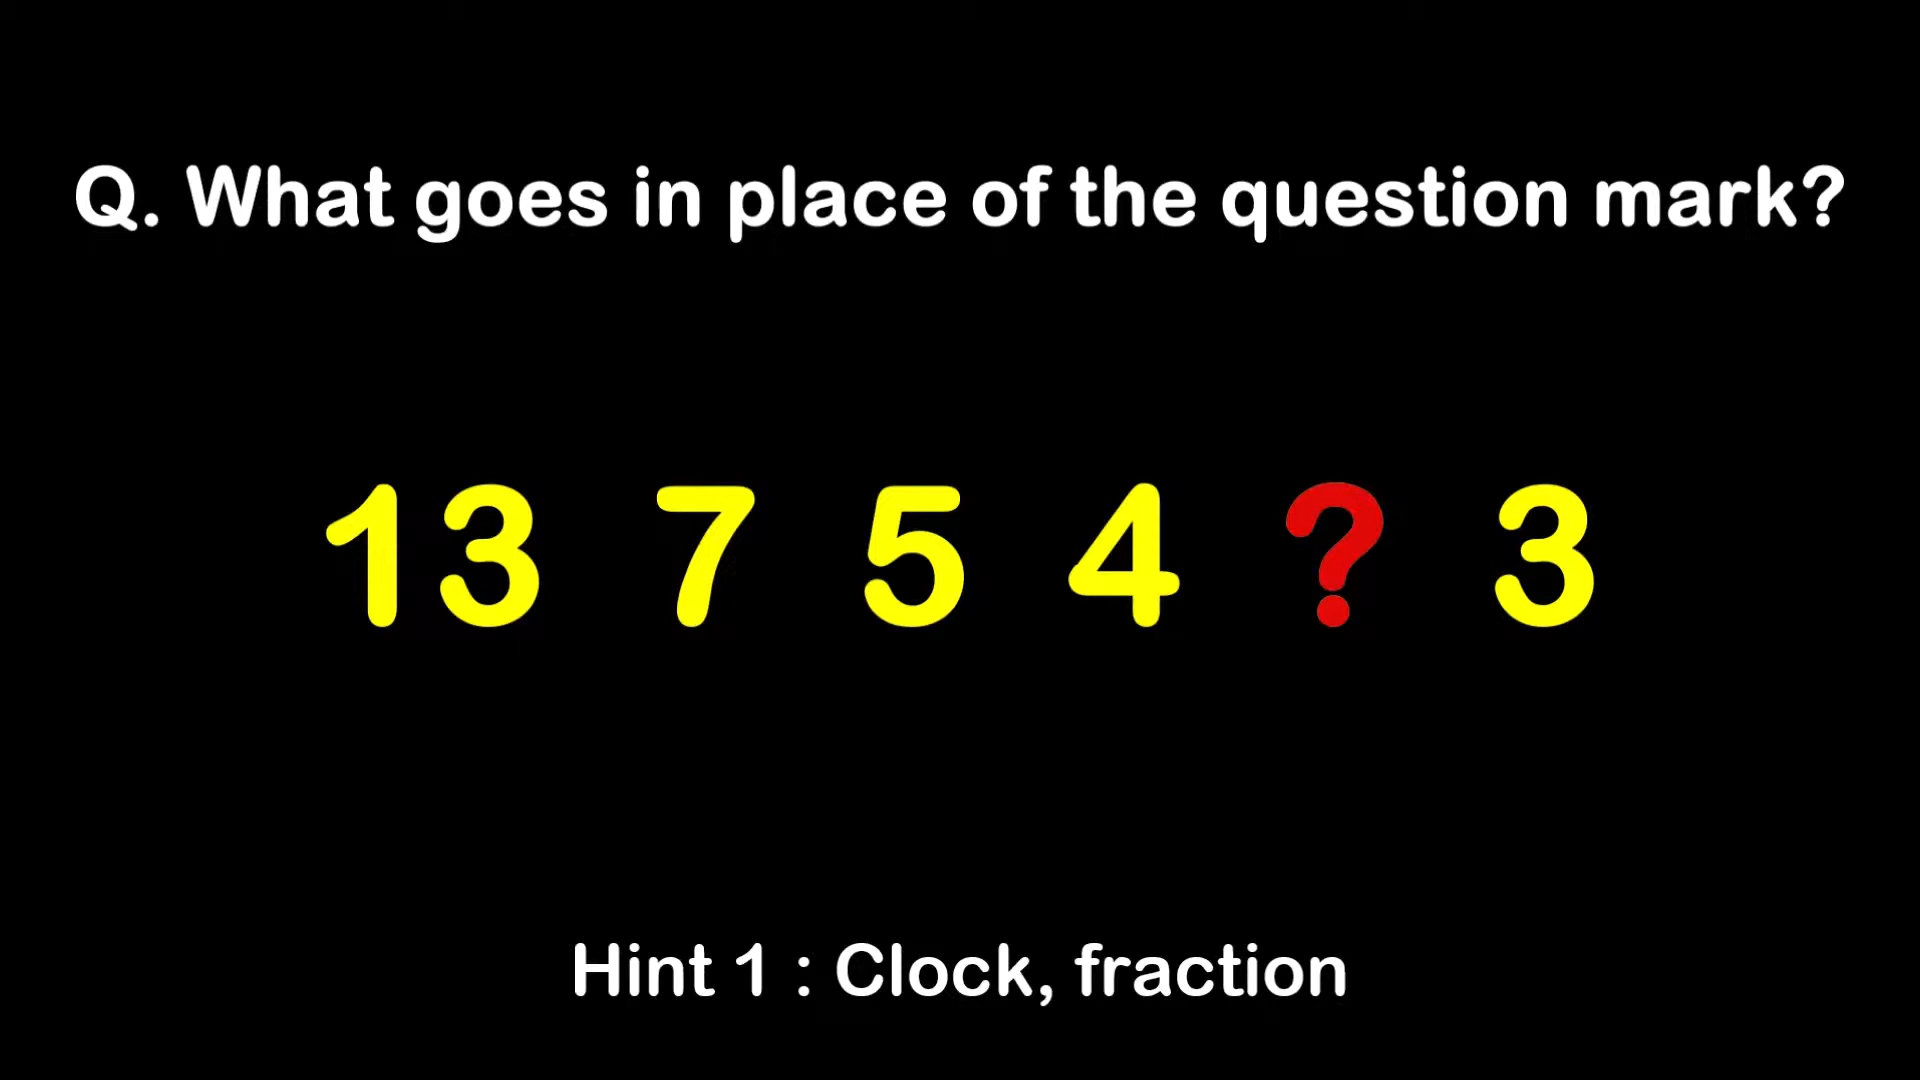 Q. What goes in place of the question mark?
13 7 5 4 ? 3
Hint 1 : Clock, fraction